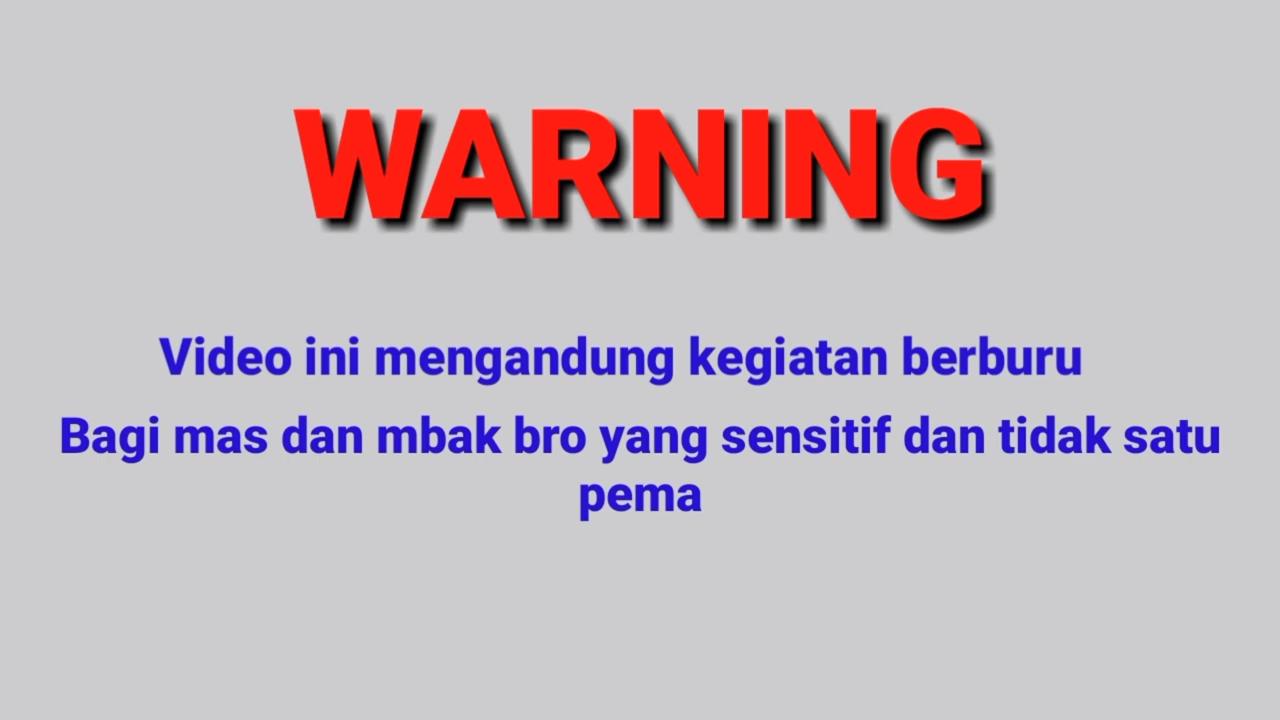 WARNING
Video ini mengandung kegiatan berburu
Bagi mas dan mbak bro yang sensitif dan tidak satu
pema